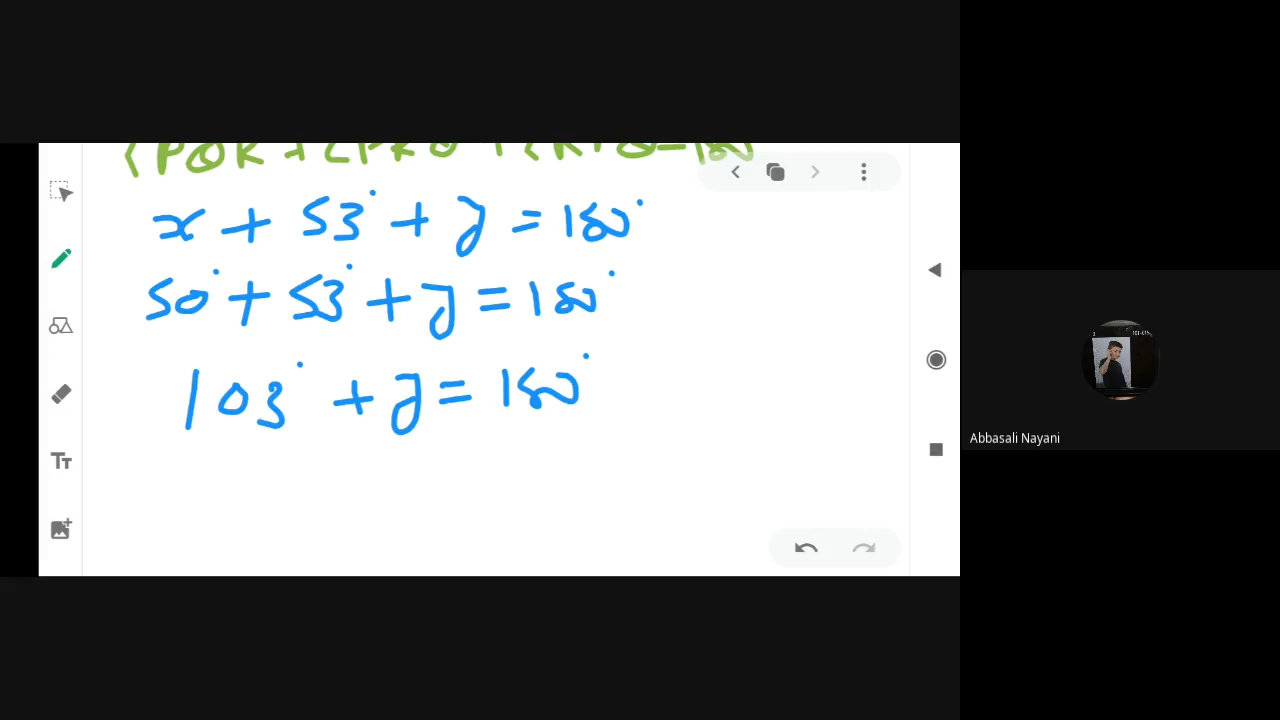 x + 53° + y = 180°
50° + 53° + y = 180°
103° + y = 180°
Abbasali Nayani